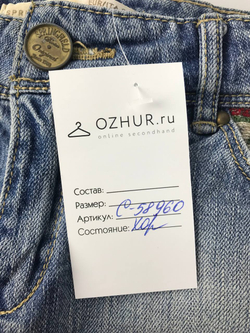 OZHUR.ru
online secondhand
Состав:
Размер:
Артикул: С-58960
Состояние: хор